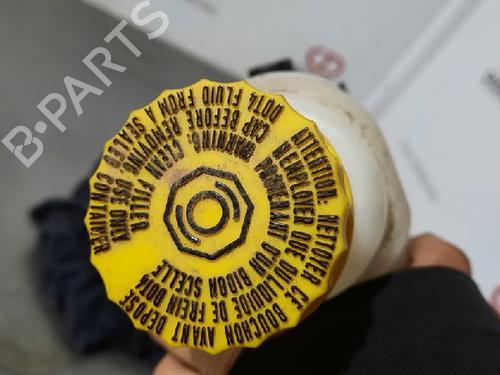 B-PARTS
WARNING: CLEAN FILLER
CAP BEFORE REMOVING USE ONLY
DOT4 FLUID FROM A SEALED CONTAINER
ATTENTION: NETTOYER CE BOUCHON AVANT DEPOSE
N'EMPLOYER QUE DU LIQUIDE DE FREIN DOT4
PROVENANT D'UN BIDON SCELLE